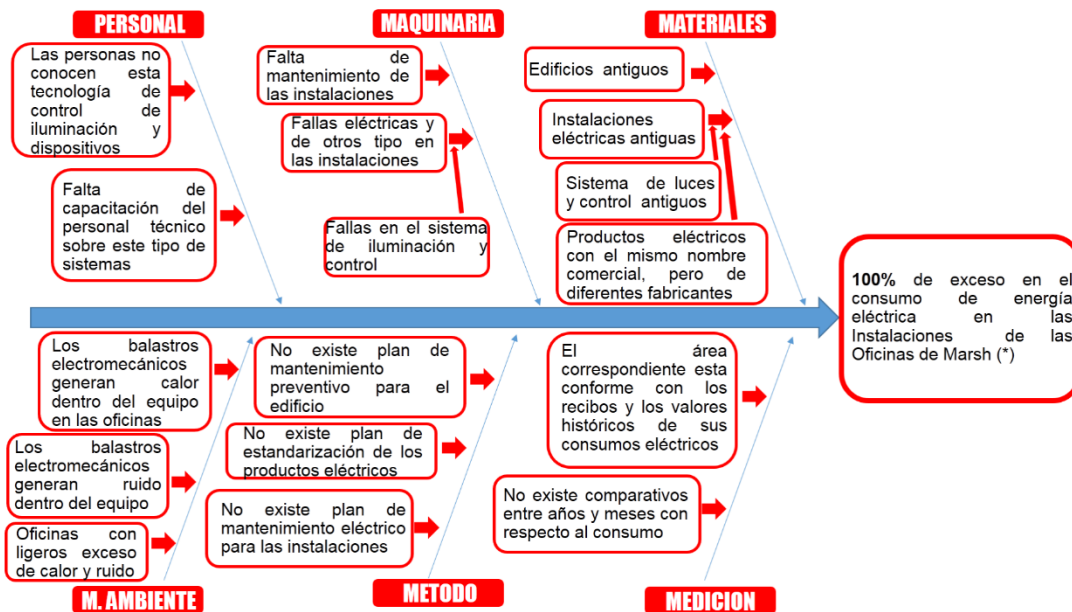 PERSONAL
Las personas no
conocen esta
tecnología de
control de
iluminación y
dispositivos
Falta de
capacitación del
personal técnico
sobre este tipo de
sistemas
MAQUINARIA
Falta de
mantenimiento de
las instalaciones
Fallas eléctricas y
de otros tipo en
las instalaciones
Fallas en el sistema
de iluminación y
control
MATERIALES
Edificios antiguos
Instalaciones
eléctricas antiguas
Sistema de luces
y control antiguos
Productos eléctricos
con el mismo nombre
comercial, pero de
diferentes fabricantes
100% de exceso en el
consumo de energía
eléctrica en las
Instalaciones de las
Oficinas de Marsh (*)
Los balastros
electromecánicos
generan calor
dentro del equipo
en las oficinas
Los balastros
electromecánicos
generan ruido
dentro del equipo
Oficinas con
ligeros exceso
de calor y ruido
M. AMBIENTE
No existe plan de
mantenimiento
preventivo para el
edificio
No existe plan de
estandarización de los
productos eléctricos
No existe plan de
mantenimiento eléctrico
para las instalaciones
METODO
El área
correspondiente esta
conforme con los
recibos y los valores
históricos de sus
consumos eléctricos
No existe comparativos
entre años y meses con
respecto al consumo
MEDICION